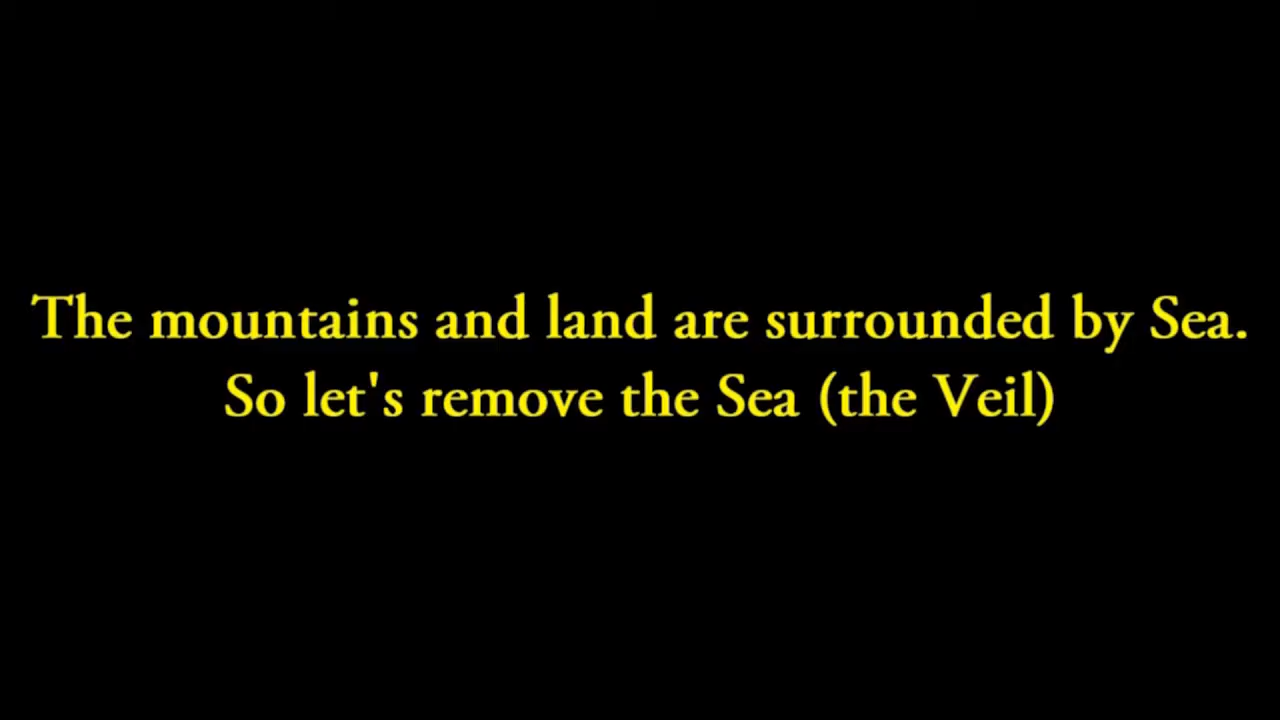 The mountains and land are surrounded by Sea.
So let's remove the Sea (the Veil)